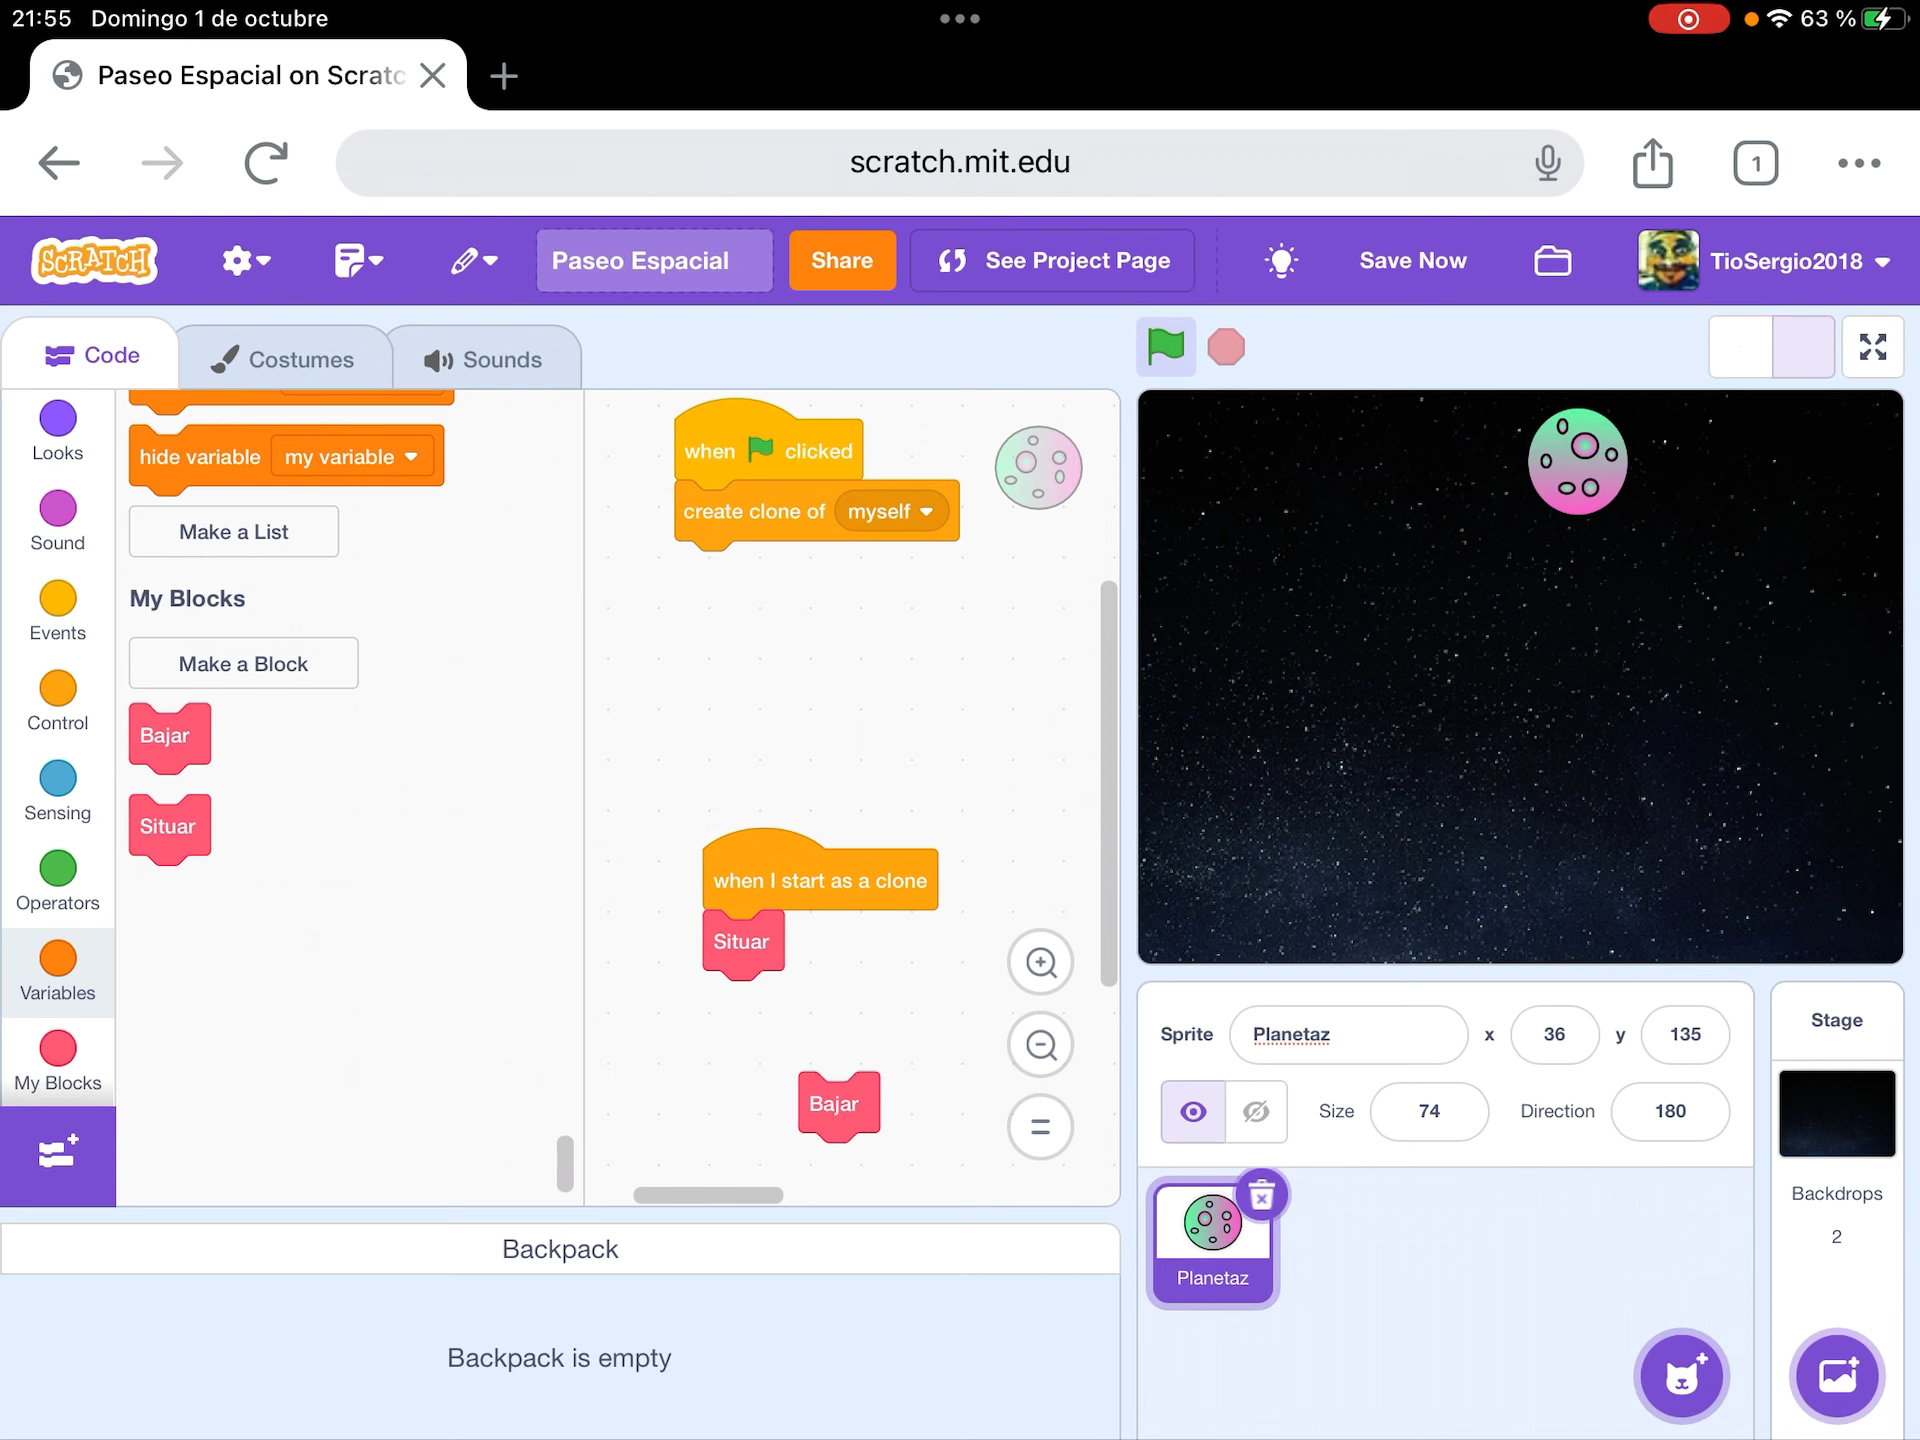 21:55 Domingo 1 de octubre
63 %
Paseo Espacial on Scratc
scratch.mit.edu
1
SCRATCH
Paseo Espacial
Share
See Project Page
Save Now
TioSergio2018
Code
Costumes
Sounds
Looks
Sound
Events
Control
Sensing
Operators
Variables
My Blocks
hide variable my variable
Make a List
My Blocks
Make a Block
Bajar
Situar
when clicked
create clone of myself
when I start as a clone
Situar
Bajar
Backpack
Backpack is empty
Sprite Planetaz x 36 y 135
Size 74 Direction 180
Planetaz
Stage
Backdrops
2